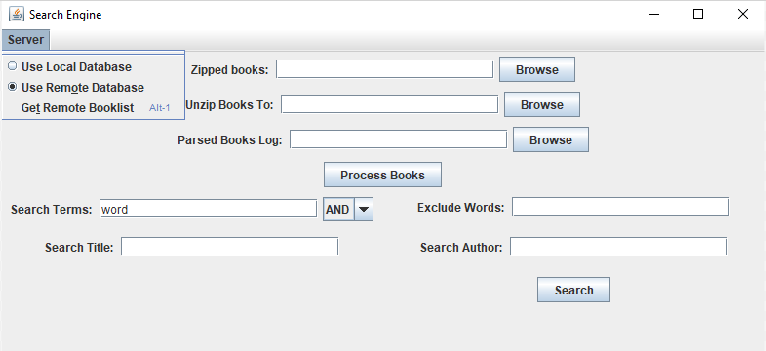 Search Engine
Server
Use Local Database
Use Remote Database
Get Remote Booklist Alt-1
Zipped books: Browse
Unzip Books To: Browse
Parsed Books Log: Browse
Process Books
Search Terms: word AND Exclude Words:
Search Title: Search Author:
Search